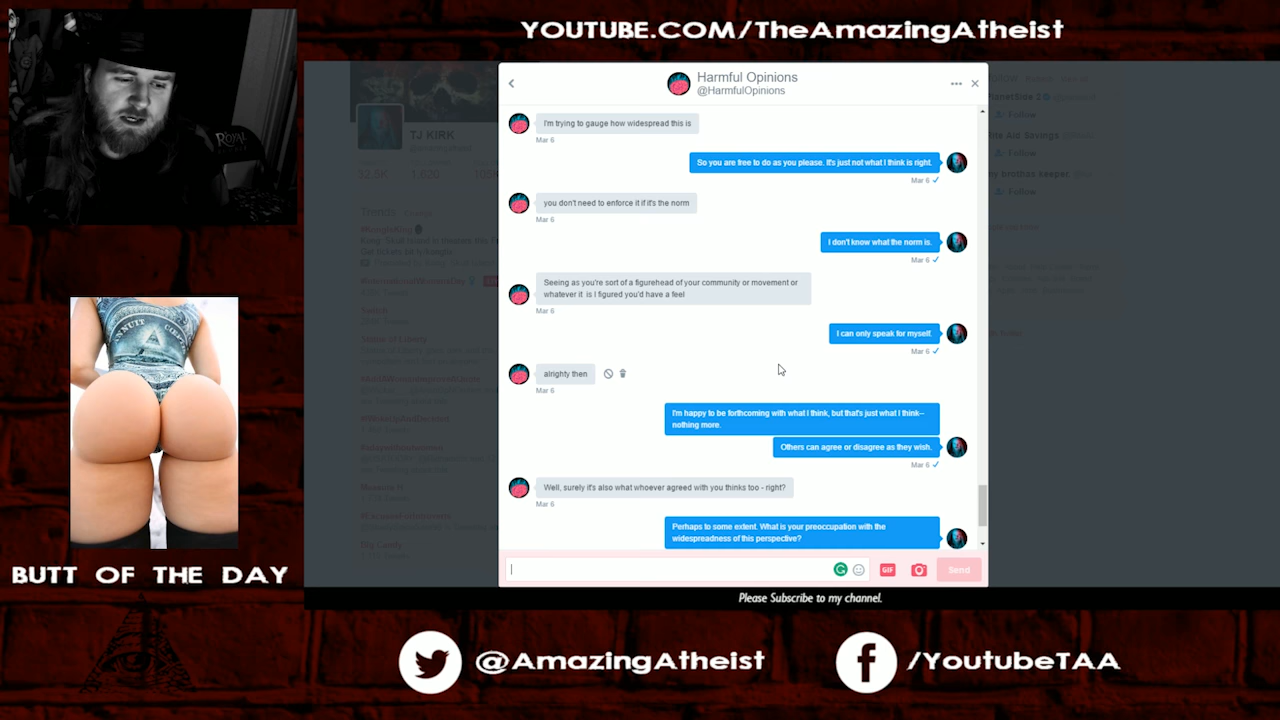 YOUTUBE.COM/TheAmazingAtheist
Harmful Opinions
@HarmfulOpinions
TJ KIRK
Trends
I'm trying to gauge how widespread this is
Mar 6
So you are free to do as you please. It's just not what I think is right.
Mar 6
you don't need to enforce it if it's the norm
Mar 6
I don't know what the norm is.
Mar 6
Seeing as you're sort of a figurehead of your community or movement or
whatever it is I figured you'd have a feel
Mar 6
I can only speak for myself.
Mar 6
alrighty then
Mar 6
I'm happy to be forthcoming with what I think, but that's just what I think--
nothing more.
Others can agree or disagree as they wish.
Mar 6
Well, surely it's also what whoever agreed with you thinks too - right?
Mar 6
Perhaps to some extent. What is your preoccupation with the
widespreadness of this perspective?
GIF
Send
Follow
Follow
Follow
ROYAL
BUTT OF THE DAY
Please Subscribe to my channel.
@AmazingAtheist
/YoutubeTAA